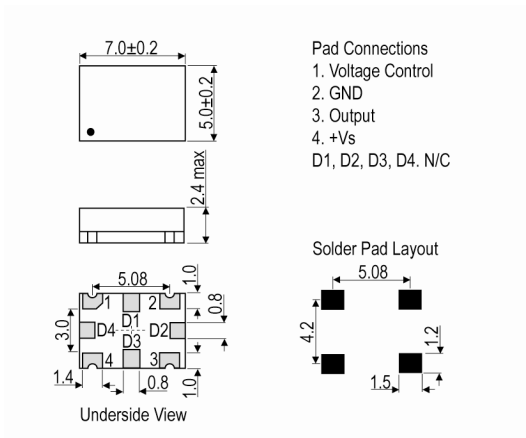 7.0±0.2
5.0±0.2
2.4 max
Pad Connections
1. Voltage Control
2. GND
3. Output
4. +Vs
D1, D2, D3, D4. N/C
5.08
1.0
1
2
0.8
D1
D4
D2
D3
3.0
4
3
1.4
0.8
1.0
Underside View
Solder Pad Layout
5.08
4.2
1.2
1.5